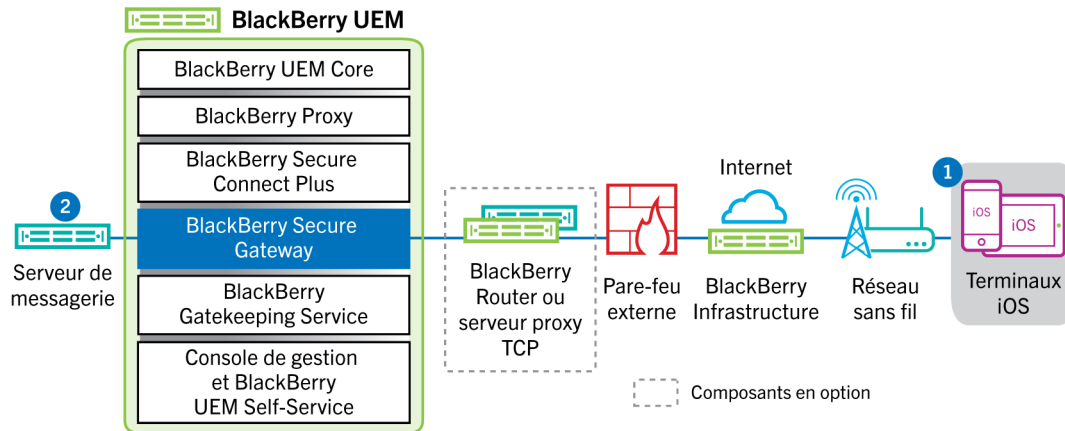 BlackBerry UEM
BlackBerry UEM Core
BlackBerry Proxy
BlackBerry Secure
Connect Plus
BlackBerry Secure
Gateway
BlackBerry
Gatekeeping Service
Console de gestion
et BlackBerry
UEM Self-Service
2
Serveur de
messagerie
BlackBerry
Router ou
serveur proxy
TCP
Pare-feu
externe
Internet
BlackBerry
Infrastructure
Réseau
sans fil
1
iOS
iOS
Terminaux
iOS
Composants en option